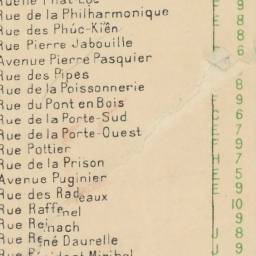 Ruelle Phat-Loc F 9
Rue de la Philharmonique E 8
Rue des Phúc-Kiên 8
Rue Pierre Jabouille 6
Avenue Pierre Pasquier
Rue des Pipes
Rue de la Poissonnerie 8
Rue du Pont en Bois F 9
Rue de la Porte-Sud C 6
Rue de la Porte-Ouest E 7
Rue Pottier F 9
Rue de la Prison H 7
Avenue Puginier E 5
Rue des Radeaux E 9
Rue Raffenel 10
Rue Reinach 9
Rue René Daurelle J 8
Rue Résident Miribel J 9